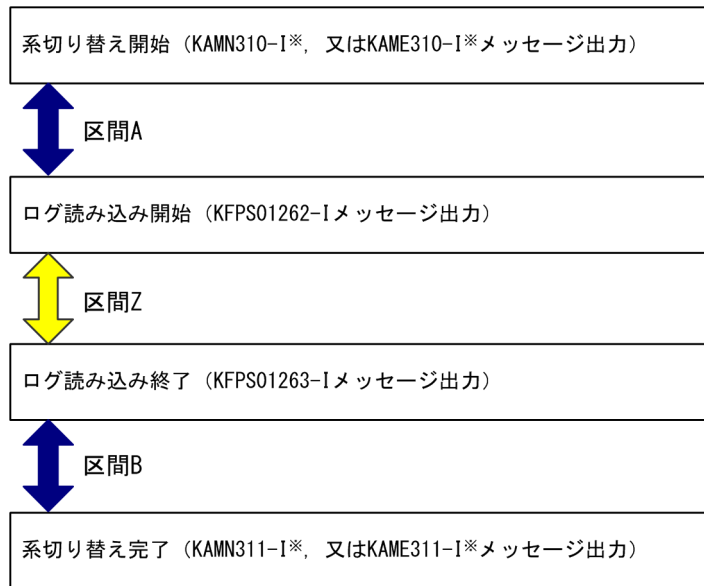 系切り替え開始（KAMN310-I※，又はKAME310-I※メッセージ出力）
区間A
ログ読み込み開始（KFPS01262-Iメッセージ出力）
区間Z
ログ読み込み終了（KFPS01263-Iメッセージ出力）
区間B
系切り替え完了（KAMN311-I※，又はKAME311-I※メッセージ出力）